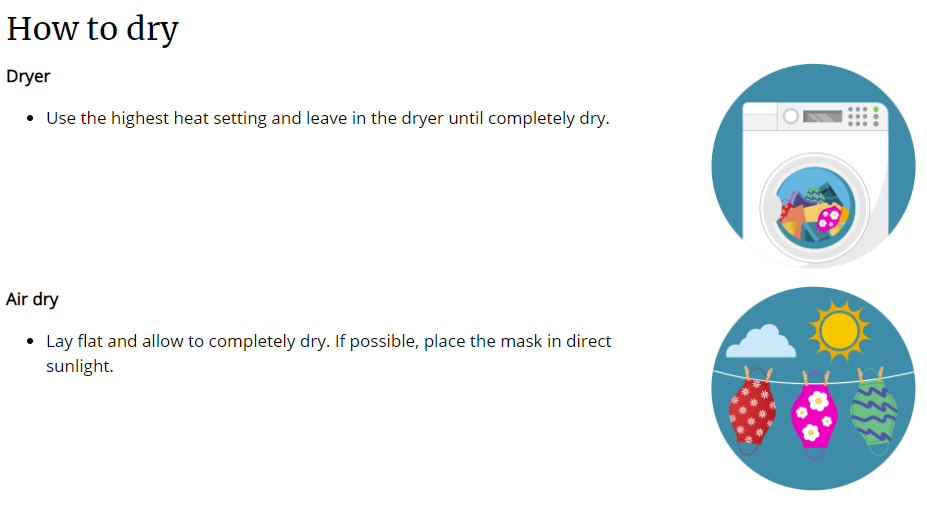 How to dry
Dryer
• Use the highest heat setting and leave in the dryer until completely dry.
Air dry
• Lay flat and allow to completely dry. If possible, place the mask in direct
sunlight.